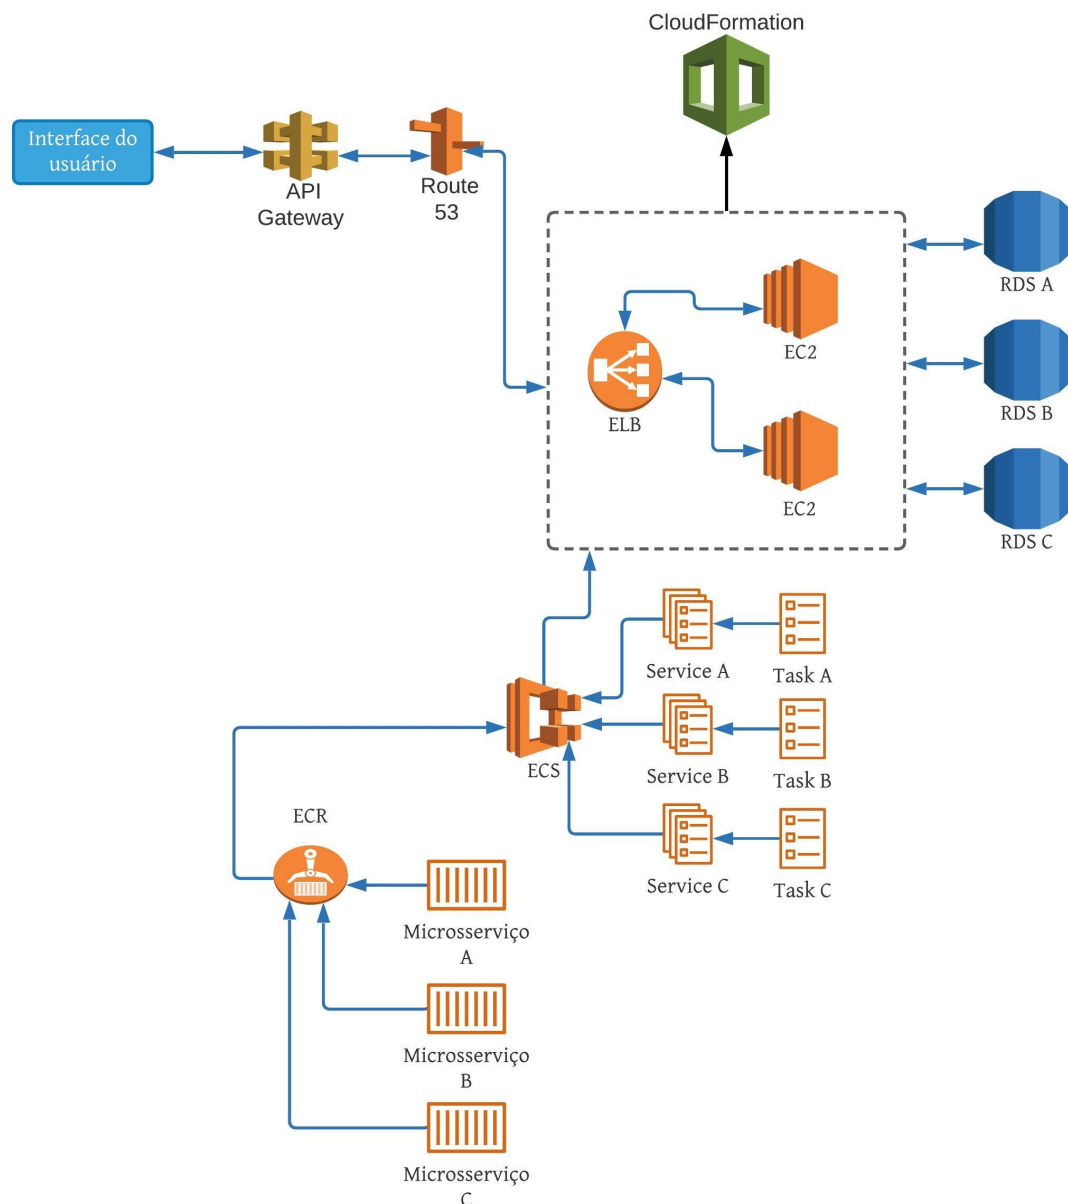 CloudFormation
Interface do
usuário
API
Gateway
Route
53
RDS A
EC2
RDS B
ELB
EC2
RDS C
Service A
Task A
ECS
Service B
Task B
ECR
Service C
Task C
Microsserviço
A
Microsserviço
B
Microsserviço
C